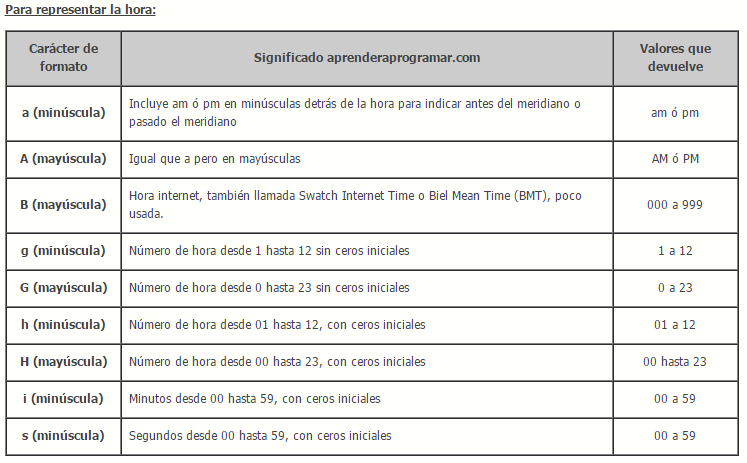 Para representar la hora:
Carácter de formato | Significado aprenderaprogramar.com | Valores que devuelve
a (minúscula) | Incluye am ó pm en minúsculas detrás de la hora para indicar antes del meridiano o pasado el meridiano | am ó pm
A (mayúscula) | Igual que a pero en mayúsculas | AM ó PM
B (mayúscula) | Hora internet, también llamada Swatch Internet Time o Biel Mean Time (BMT), poco usada. | 000 a 999
g (minúscula) | Número de hora desde 1 hasta 12 sin ceros iniciales | 1 a 12
G (mayúscula) | Número de hora desde 0 hasta 23 sin ceros iniciales | 0 a 23
h (minúscula) | Número de hora desde 01 hasta 12, con ceros iniciales | 01 a 12
H (mayúscula) | Número de hora desde 00 hasta 23, con ceros iniciales | 00 hasta 23
i (minúscula) | Minutos desde 00 hasta 59, con ceros iniciales | 00 a 59
s (minúscula) | Segundos desde 00 hasta 59, con ceros iniciales | 00 a 59